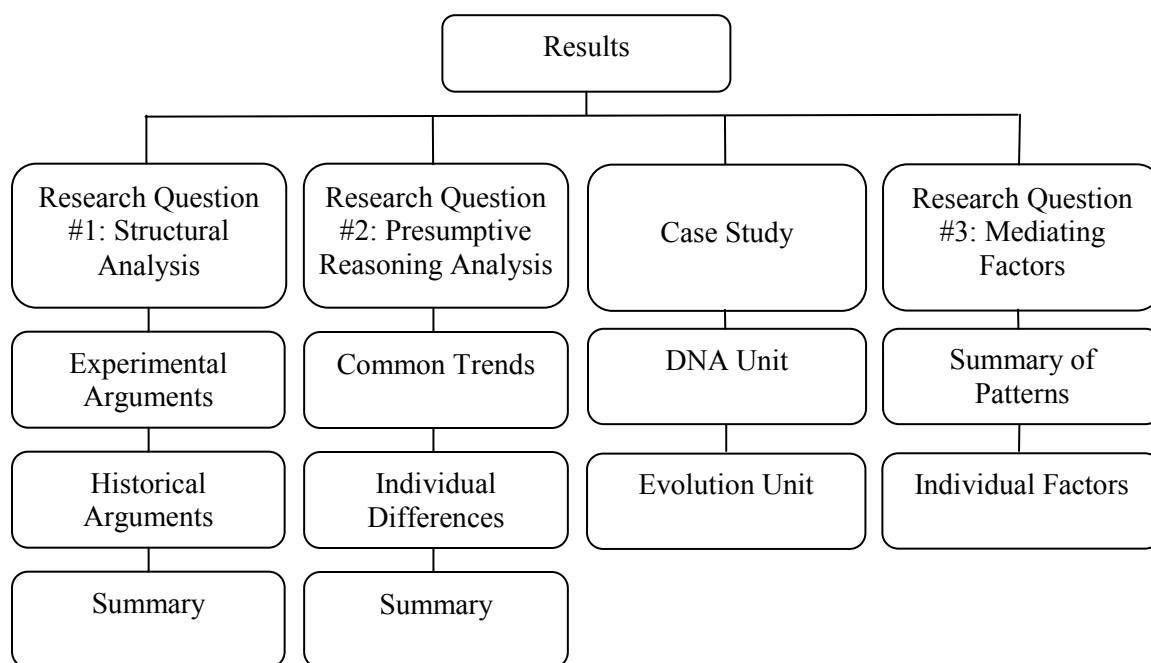 Results
Research Question
#1: Structural
Analysis
Research Question
#2: Presumptive
Reasoning Analysis
Case Study
Research Question
#3: Mediating
Factors
Experimental
Arguments
Common Trends
DNA Unit
Summary of
Patterns
Historical
Arguments
Individual
Differences
Evolution Unit
Individual Factors
Summary
Summary